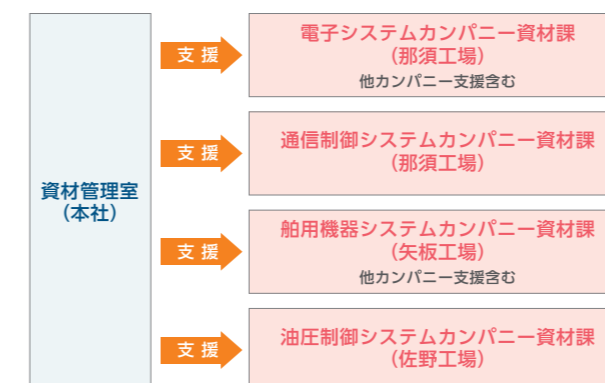 資材管理室
（本社）
支援
電子システムカンパニー資材課
（那須工場）
他カンパニー支援含む
支援
通信制御システムカンパニー資材課
（那須工場）
支援
舶用機器システムカンパニー資材課
（矢板工場）
他カンパニー支援含む
支援
油圧制御システムカンパニー資材課
（佐野工場）